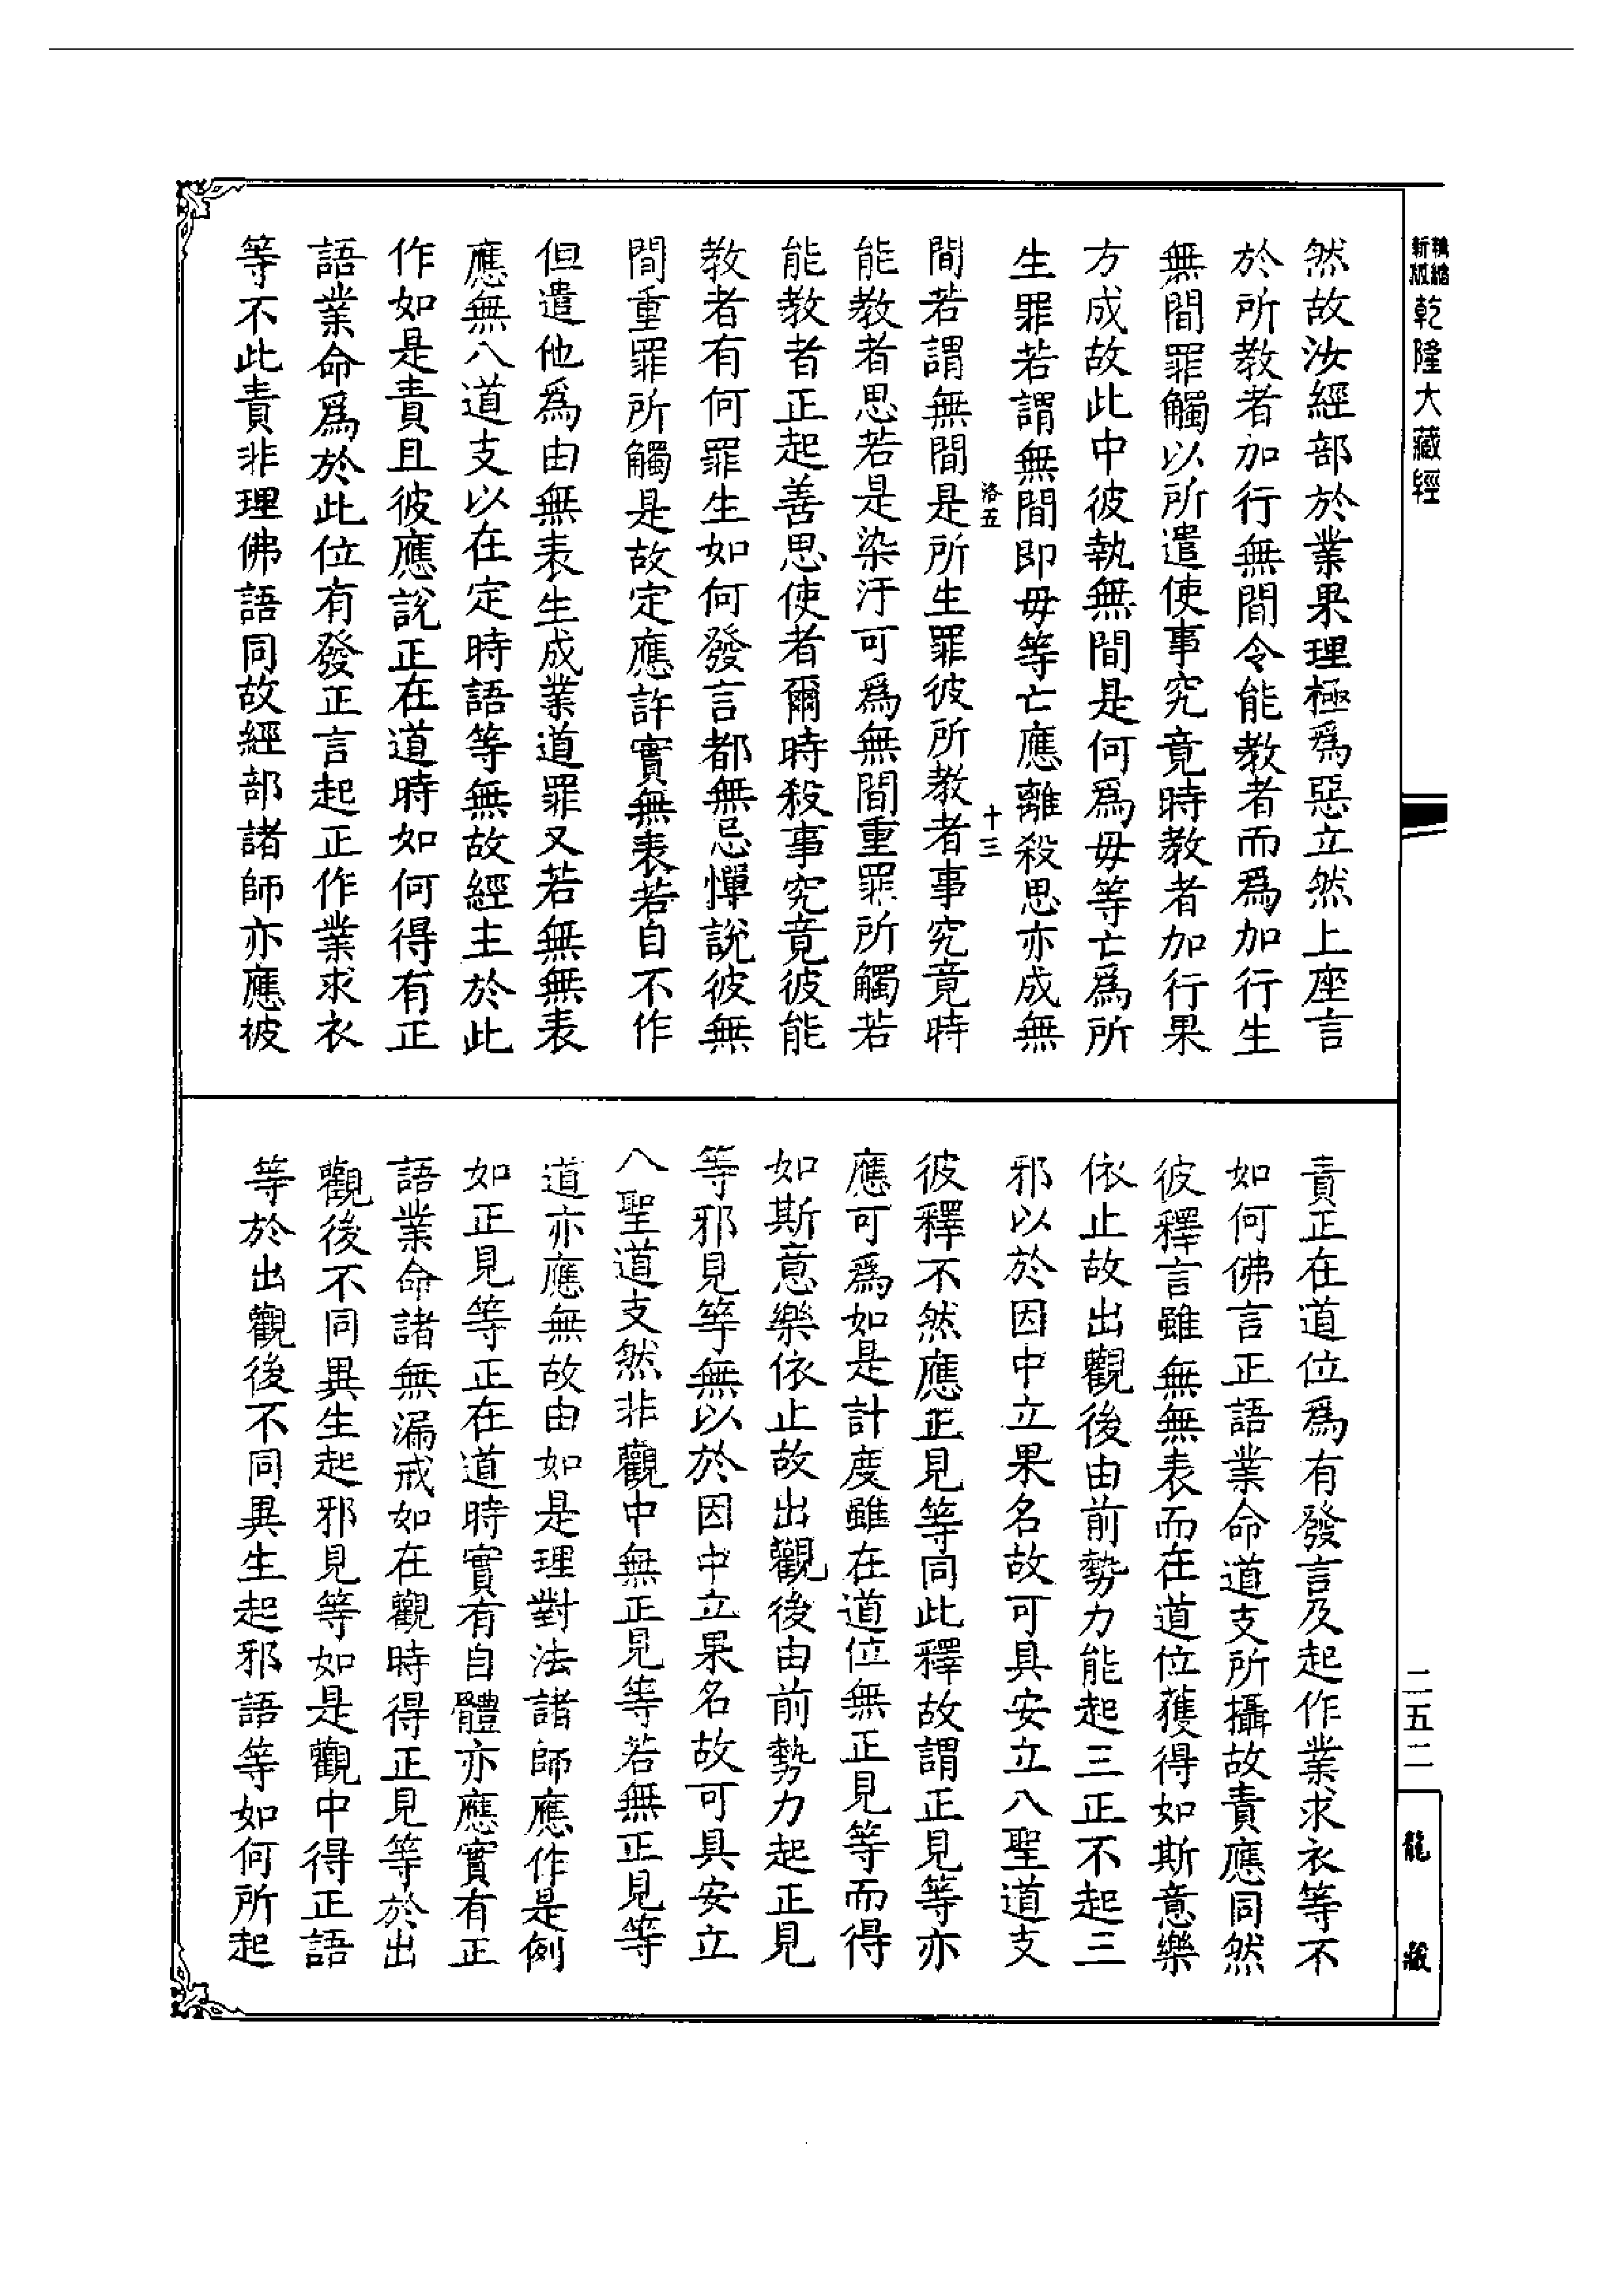 精縮新版乾隆大藏經
然故汝經部於業果理極爲惡立然上座言
於所教者加行無間令能教者而爲加行生
無間罪觸以所遣使事究竟時教者加行果
方成故此中彼執無間是何爲毋等亡爲所
生罪若謂無間即毋等亡應離殺思亦成無
洛五 十三
間若謂無間是所生罪彼所教者事究竟時
能教者思若是染汙可爲無間重罪所觸若
能教者正起善思使者爾時殺事究竟彼能
教者有何罪生如何發言都無忌憚說彼無
間重罪所觸是故定應許實無表若自不作
但遣他爲由無表生成業道罪又若無無表
應無八道支以在定時語等無故經主於此
作如是責且彼應說正在道時如何得有正
語業命爲於此位有發正言起正作業求衣
等不此責非理佛語同故經部諸師亦應被
責正在道位爲有發言及起作業求衣等不
如何佛言正語業命道支所攝故責應同然
彼釋言雖無無表而在道位獲得如斯意樂
依止故出觀後由前勢力能起三正不起三
邪以於因中立果名故可具安立八聖道支
彼釋不然應正見等同此釋故謂正見等亦
應可爲如是計度雖在道位無正見等而得
如斯意樂依止故出觀後由前勢力起正見
等邪見等無以於因中立果名故可具安立
八聖道支然非觀中無正見等若無正見等
道亦應無故由如是理對法諸師應作是例
如正見等正在道時實有自體亦應實有正
語業命諸無漏戒如在觀時得正見等於出
觀後不同異生起邪見等如是觀中得正語
等於出觀後不同異生起邪語等如何所起
二五二
龍藏